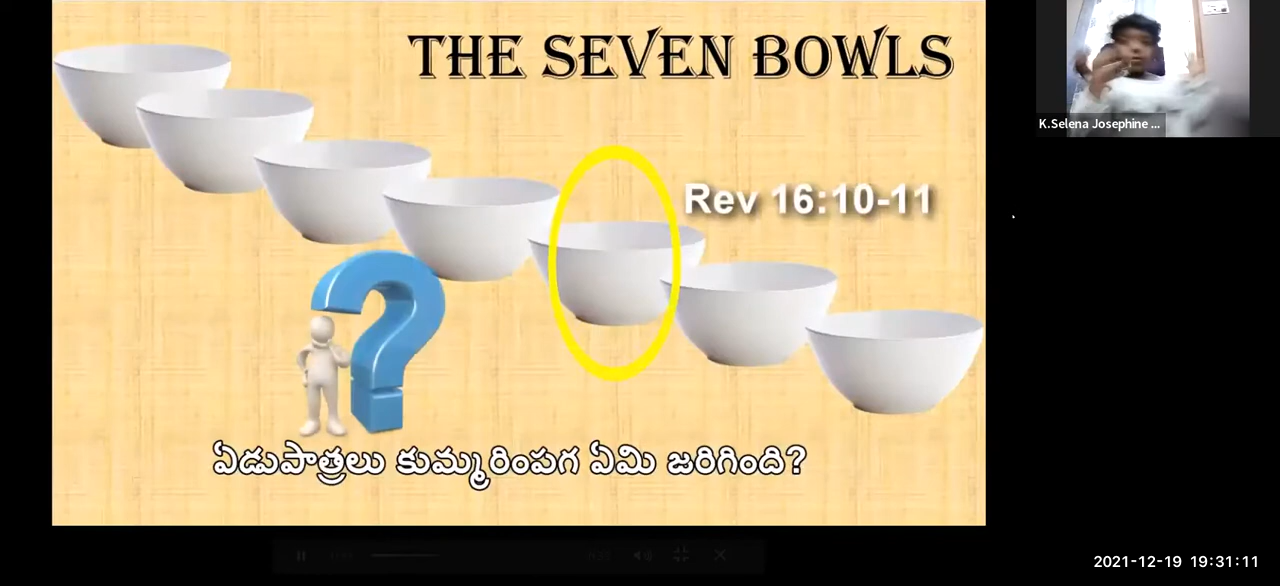 THE SEVEN BOWLS
Rev 16:10-11
ఏడుపాత్రలు కుమ్మరింపగ ఏమి జరిగింది?
K.Selena Josephine ...
2021-12-19 19:31:11